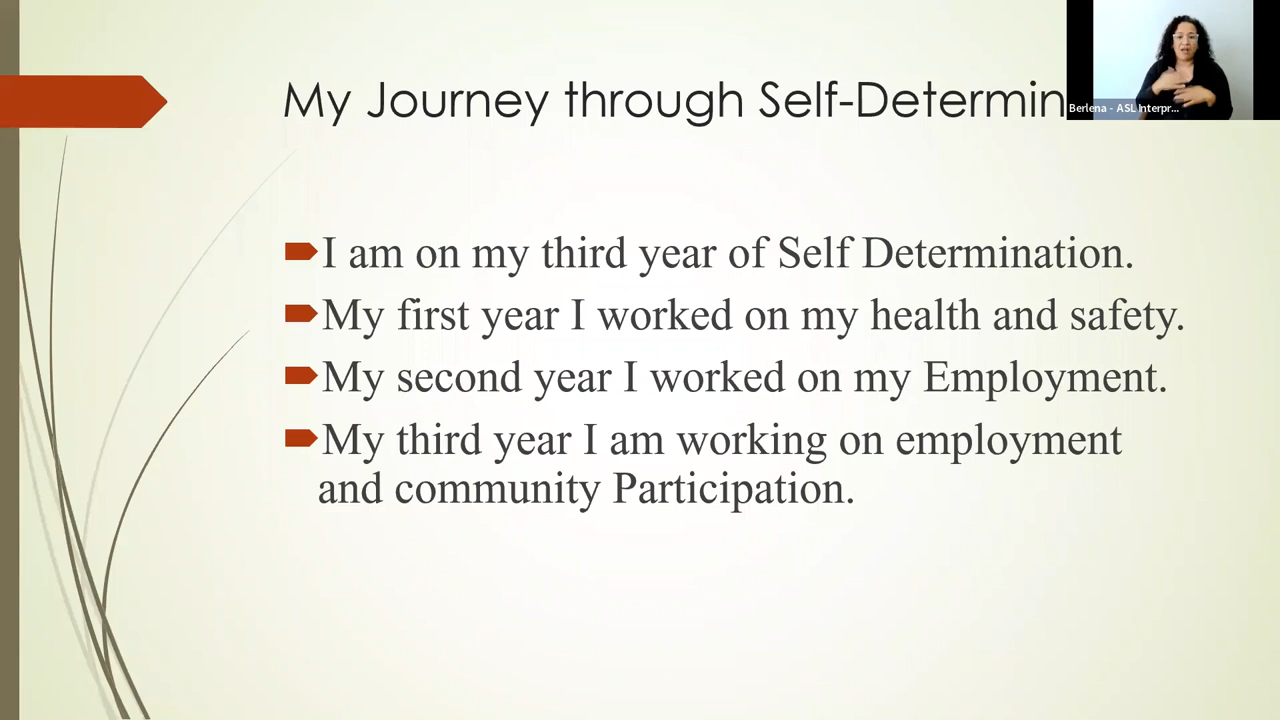 My Journey through Self-Determin
Berlena - ASL Interpr...
I am on my third year of Self Determination.
My first year I worked on my health and safety.
My second year I worked on my Employment.
My third year I am working on employment
and community Participation.